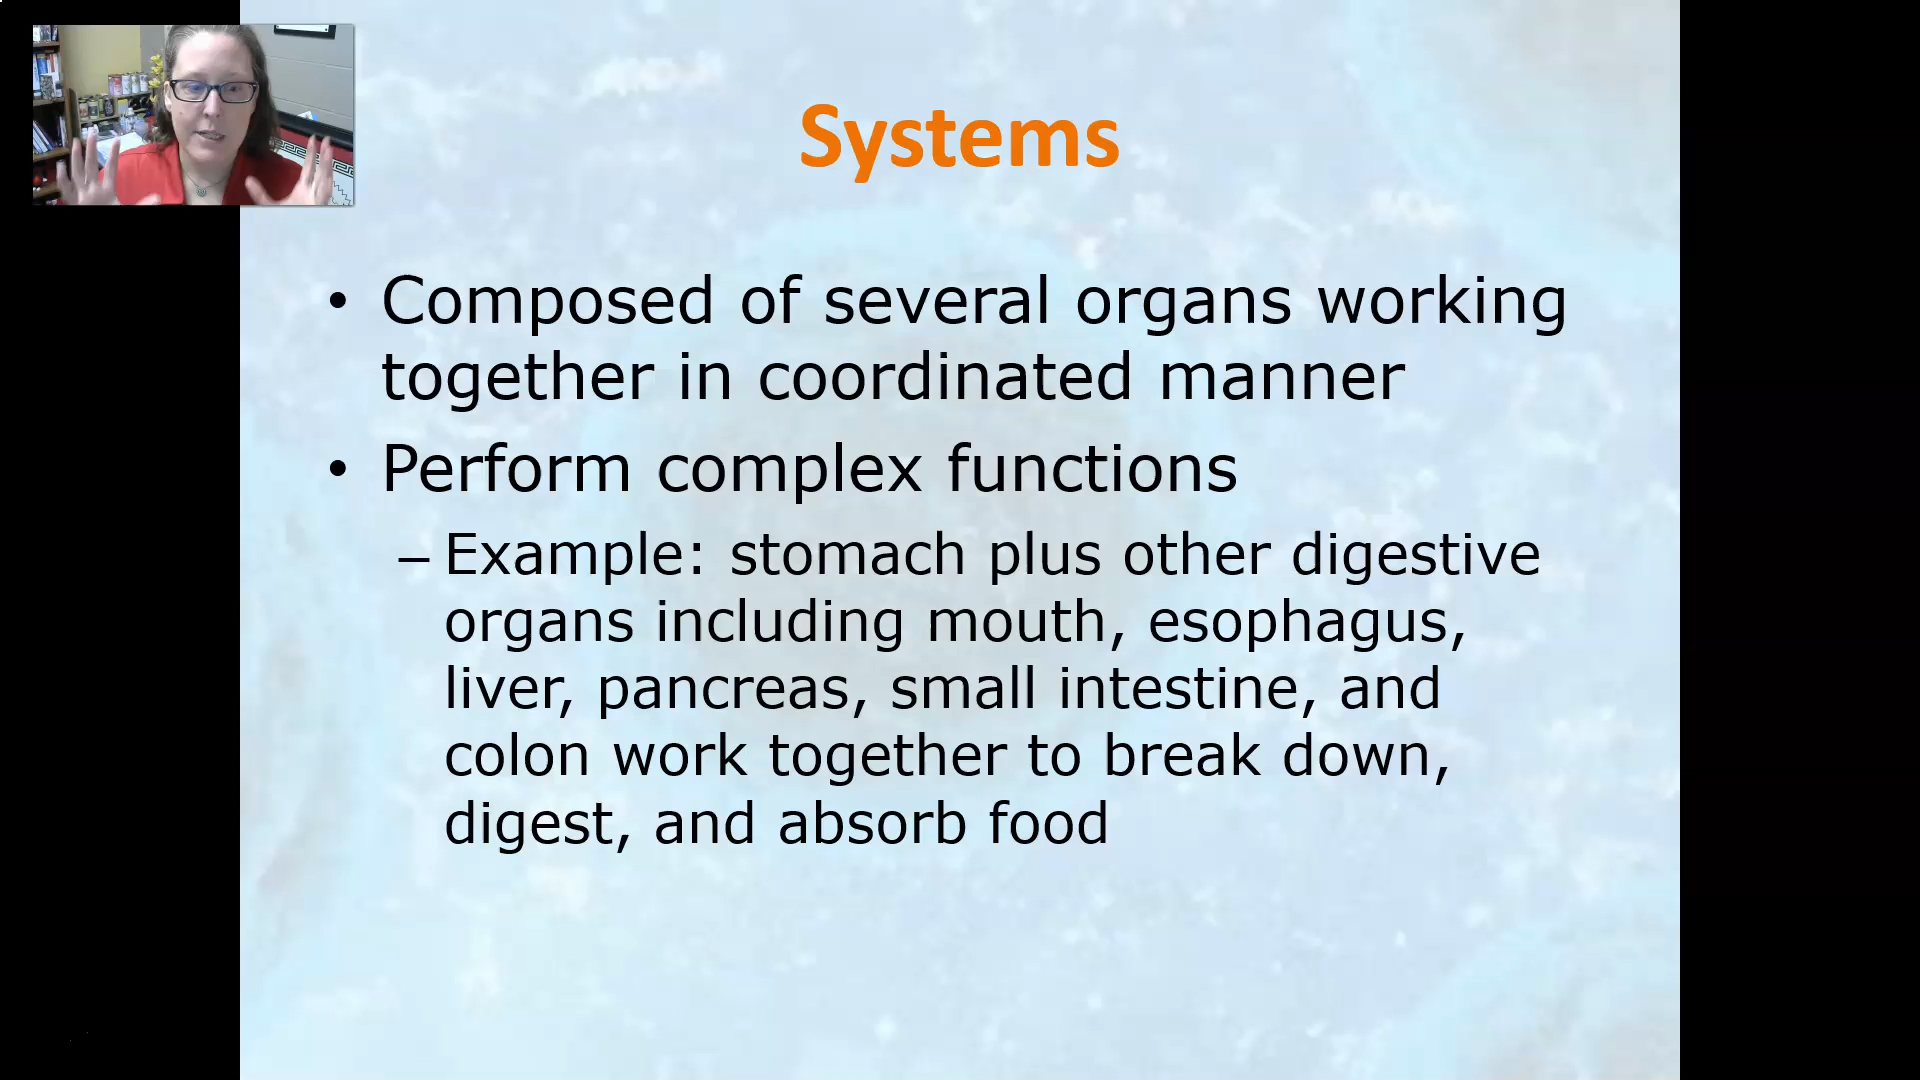 Systems
• Composed of several organs working
together in coordinated manner
• Perform complex functions
– Example: stomach plus other digestive
organs including mouth, esophagus,
liver, pancreas, small intestine, and
colon work together to break down,
digest, and absorb food